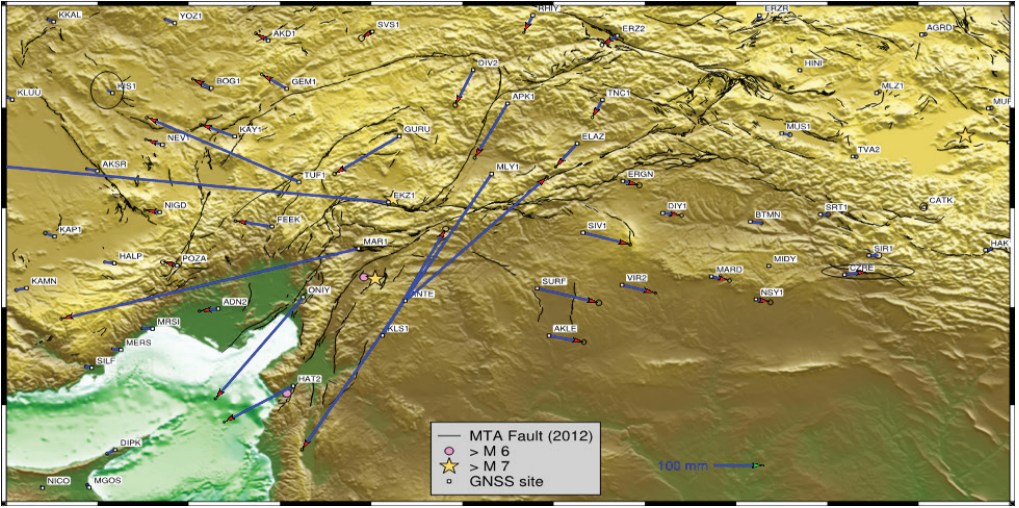 KKAL
YOZ1
SVS1
RHIY
ERZR
AKD1
ERZ2
AGRD
DIV2
HINI
KLUU
BOG1
GEM1
APK1
TNC1
MLZ1
KAY1
GURU
ELAZ
MUS1
NEV1
TVA2
AKSR
TUF1
MLY1
ERGN
EKZ1
NIGD
FEEK
DIY1
BTMN
SRT1
CATK
KAP1
SIV1
MAR1
HALP
POZA
SIR1
HAK
MIDY
CZRE
KAMN
ONIY
ANTE
SURF
VIR2
MARD
ADN2
NSY1
MRSI
KLS1
AKLE
MERS
SILF
HAT2
DIPK
MTA Fault (2012)
> M 6
> M 7
GNSS site
100 mm
NICO
MGOS